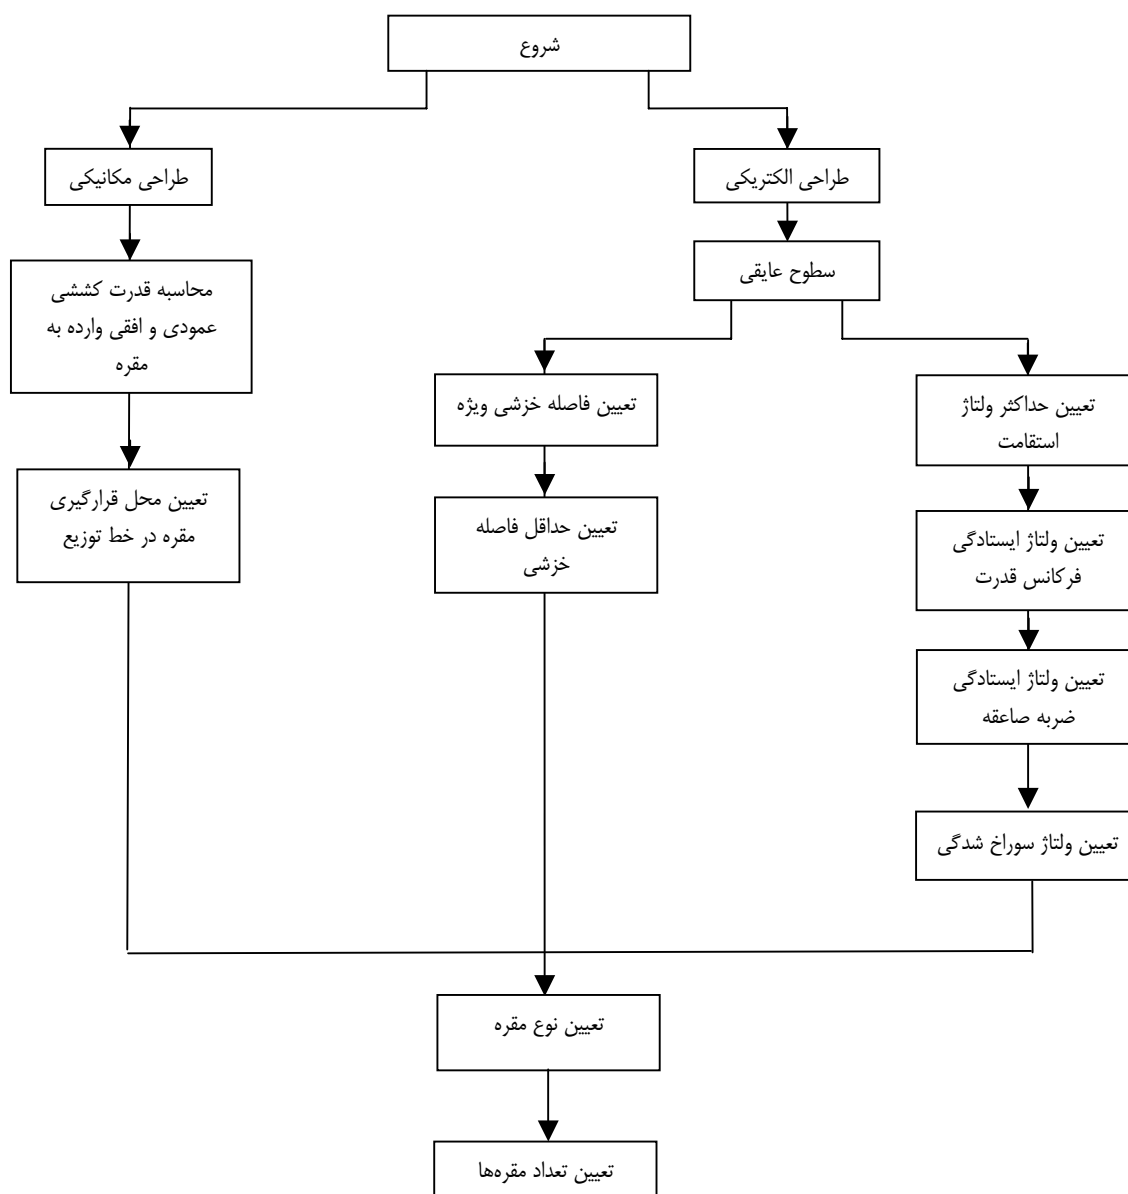 شروع
طراحی مکانیکی
طراحی الکتریکی
سطوح عایقی
محاسبه قدرت کششی
عمودی و افقی وارده به
مقره
تعیین فاصله خزشی ویژه
تعیین حداکثر ولتاژ
استقامت
تعیین محل قرارگیری
مقره در خط توزیع
تعیین حداقل فاصله
خزشی
تعیین ولتاژ ایستادگی
فرکانس قدرت
تعیین ولتاژ ایستادگی
ضربه صاعقه
تعیین ولتاژ سوراخ شدگی
تعیین نوع مقره
تعیین تعداد مقره‌ها